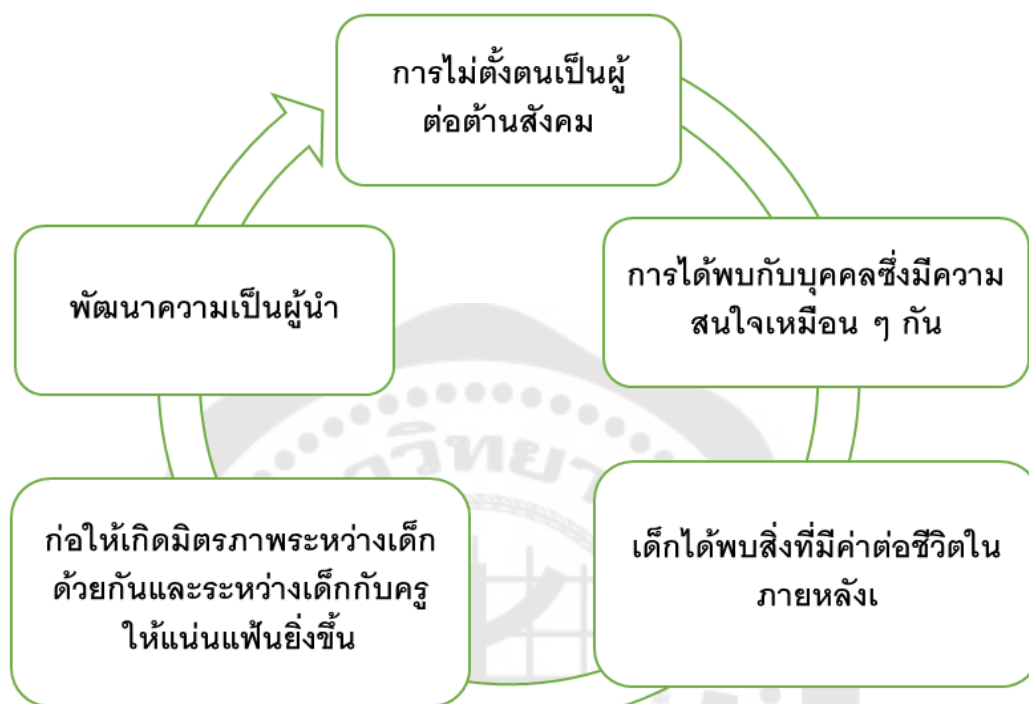 การไม่ตั้งตนเป็นผู้
ต่อต้านสังคม
การได้พบกับบุคคลซึ่งมีความ
สนใจเหมือน ๆ กัน
เด็กได้พบสิ่งที่มีค่าต่อชีวิตใน
ภายหลังเ
ก่อให้เกิดมิตรภาพระหว่างเด็ก
ด้วยกันและระหว่างเด็กกับครู
ให้แน่นแฟ้นยิ่งขึ้น
พัฒนาความเป็นผู้นำ